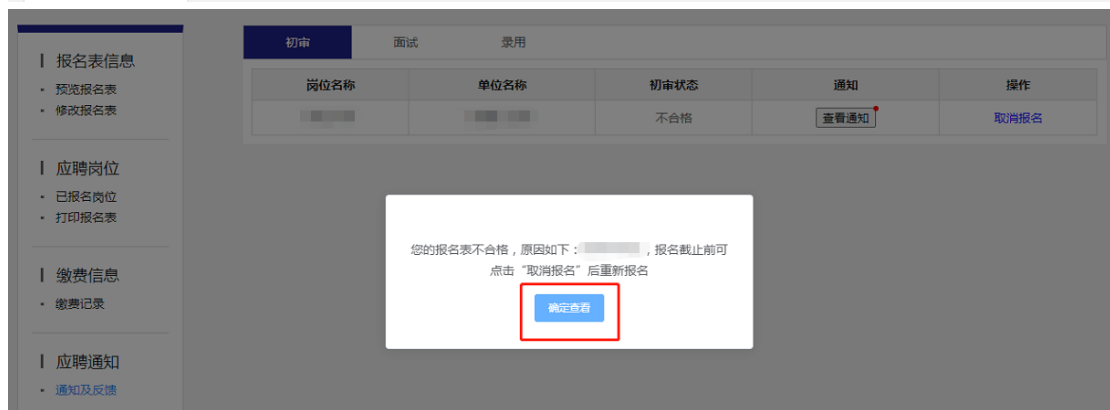 报名表信息
预览报名表
修改报名表
应聘岗位
已报名岗位
打印报名表
缴费信息
缴费记录
应聘通知
通知及反馈
初审 面试 录用
岗位名称 单位名称 初审状态 通知 操作
不合格 查看通知 取消报名
您的报名表不合格，原因如下： ，报名截止前可
点击“取消报名”后重新报名
确定查看